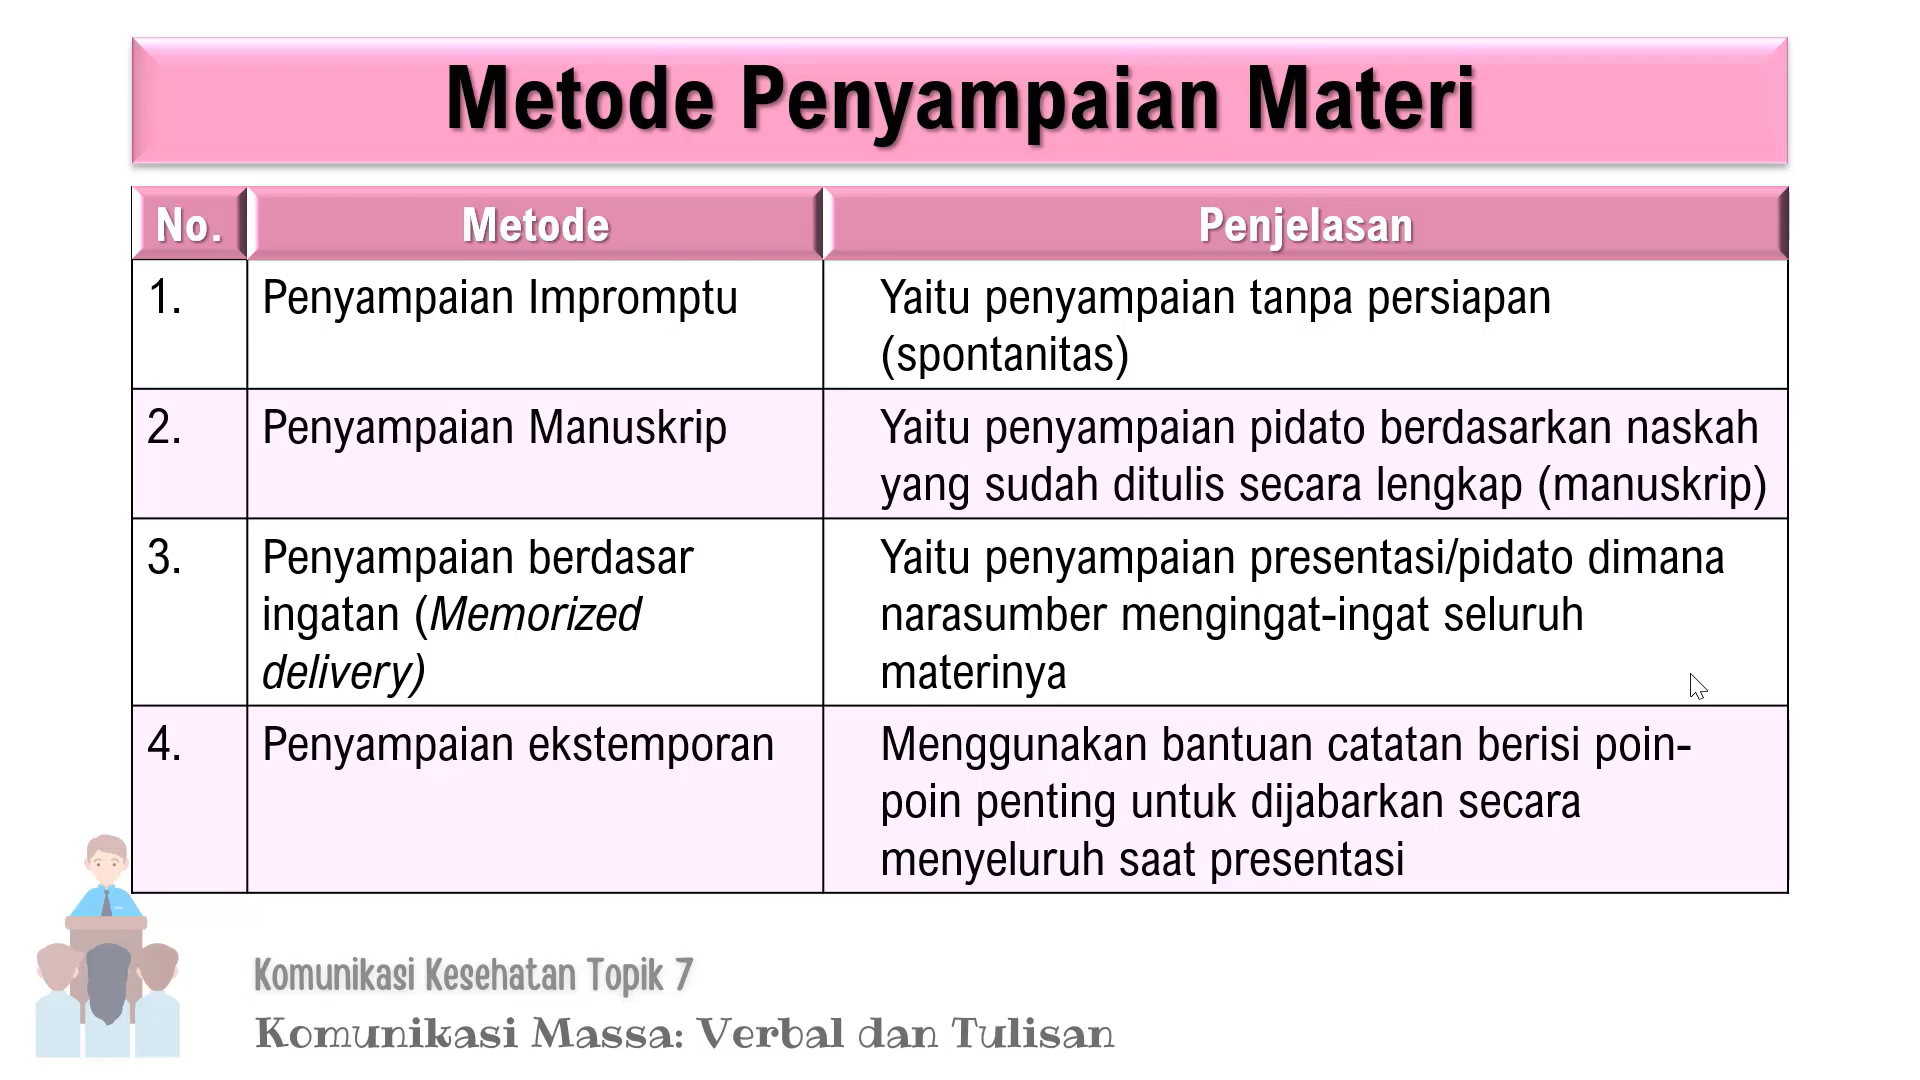 Metode Penyampaian Materi
No. Metode Penjelasan
1. Penyampaian Impromptu Yaitu penyampaian tanpa persiapan
(spontanitas)
2. Penyampaian Manuskrip Yaitu penyampaian pidato berdasarkan naskah
yang sudah ditulis secara lengkap (manuskrip)
3. Penyampaian berdasar Yaitu penyampaian presentasi/pidato dimana
ingatan (Memorized narasumber mengingat-ingat seluruh
delivery) materinya
4. Penyampaian ekstemporan Menggunakan bantuan catatan berisi poin-
poin penting untuk dijabarkan secara
menyeluruh saat presentasi
Komunikasi Kesehatan Topik 7
Komunikasi Massa: Verbal dan Tulisan